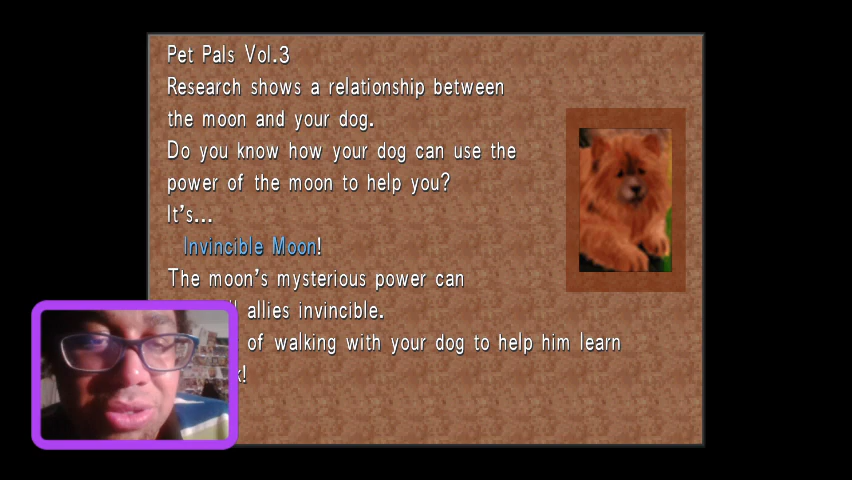 Pet Pals Vol.3
Research shows a relationship between
the moon and your dog.
Do you know how your dog can use the
power of the moon to help you?
It's...
Invincible Moon!
The moon's mysterious power can
allies invincible.
of walking with your dog to help him learn